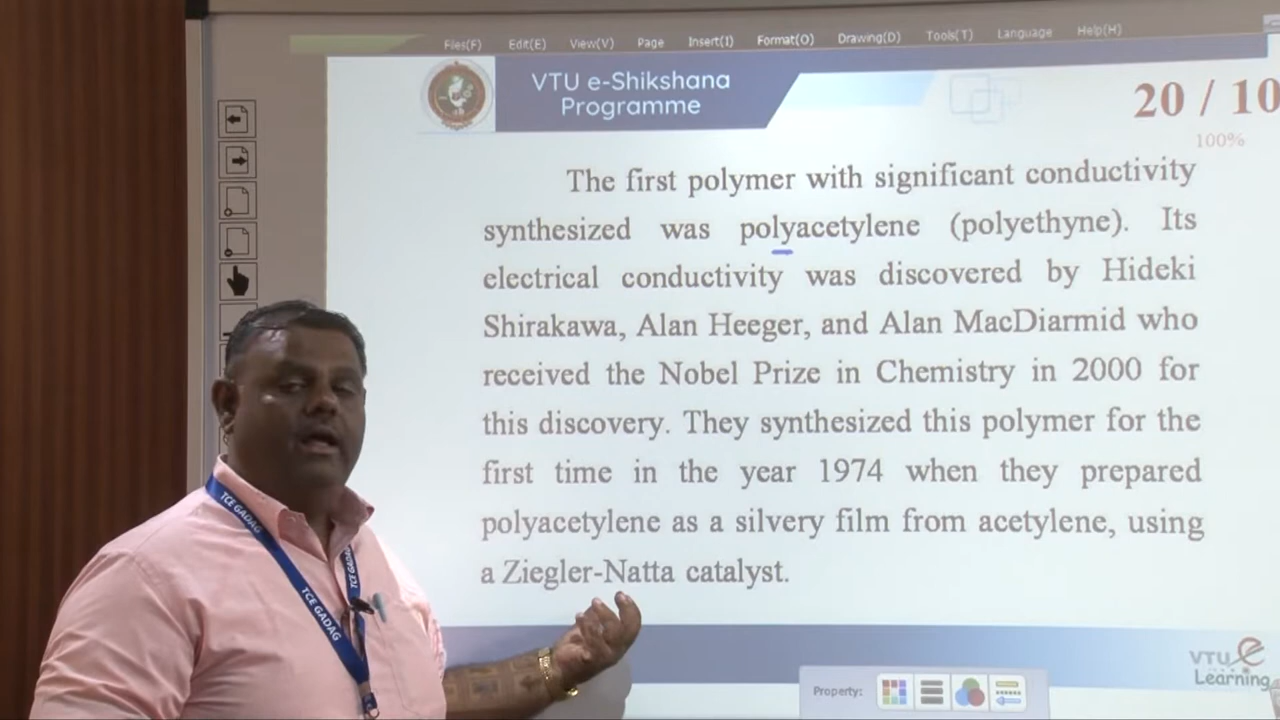 Files(F) Edit(E) View(V) Page Insert(I) Format(O) Drawing(D) Tools(T) Language Help(H)
VTU e-Shikshana
Programme
20 / 10
100%
The first polymer with significant conductivity
synthesized was polyacetylene (polyethyne). Its
electrical conductivity was discovered by Hideki
Shirakawa, Alan Heeger, and Alan MacDiarmid who
received the Nobel Prize in Chemistry in 2000 for
this discovery. They synthesized this polymer for the
first time in the year 1974 when they prepared
polyacetylene as a silvery film from acetylene, using
a Ziegler-Natta catalyst.
TCE GADAG
TCE GADAG
TCE GADAG
VTU e
Learning
Property: